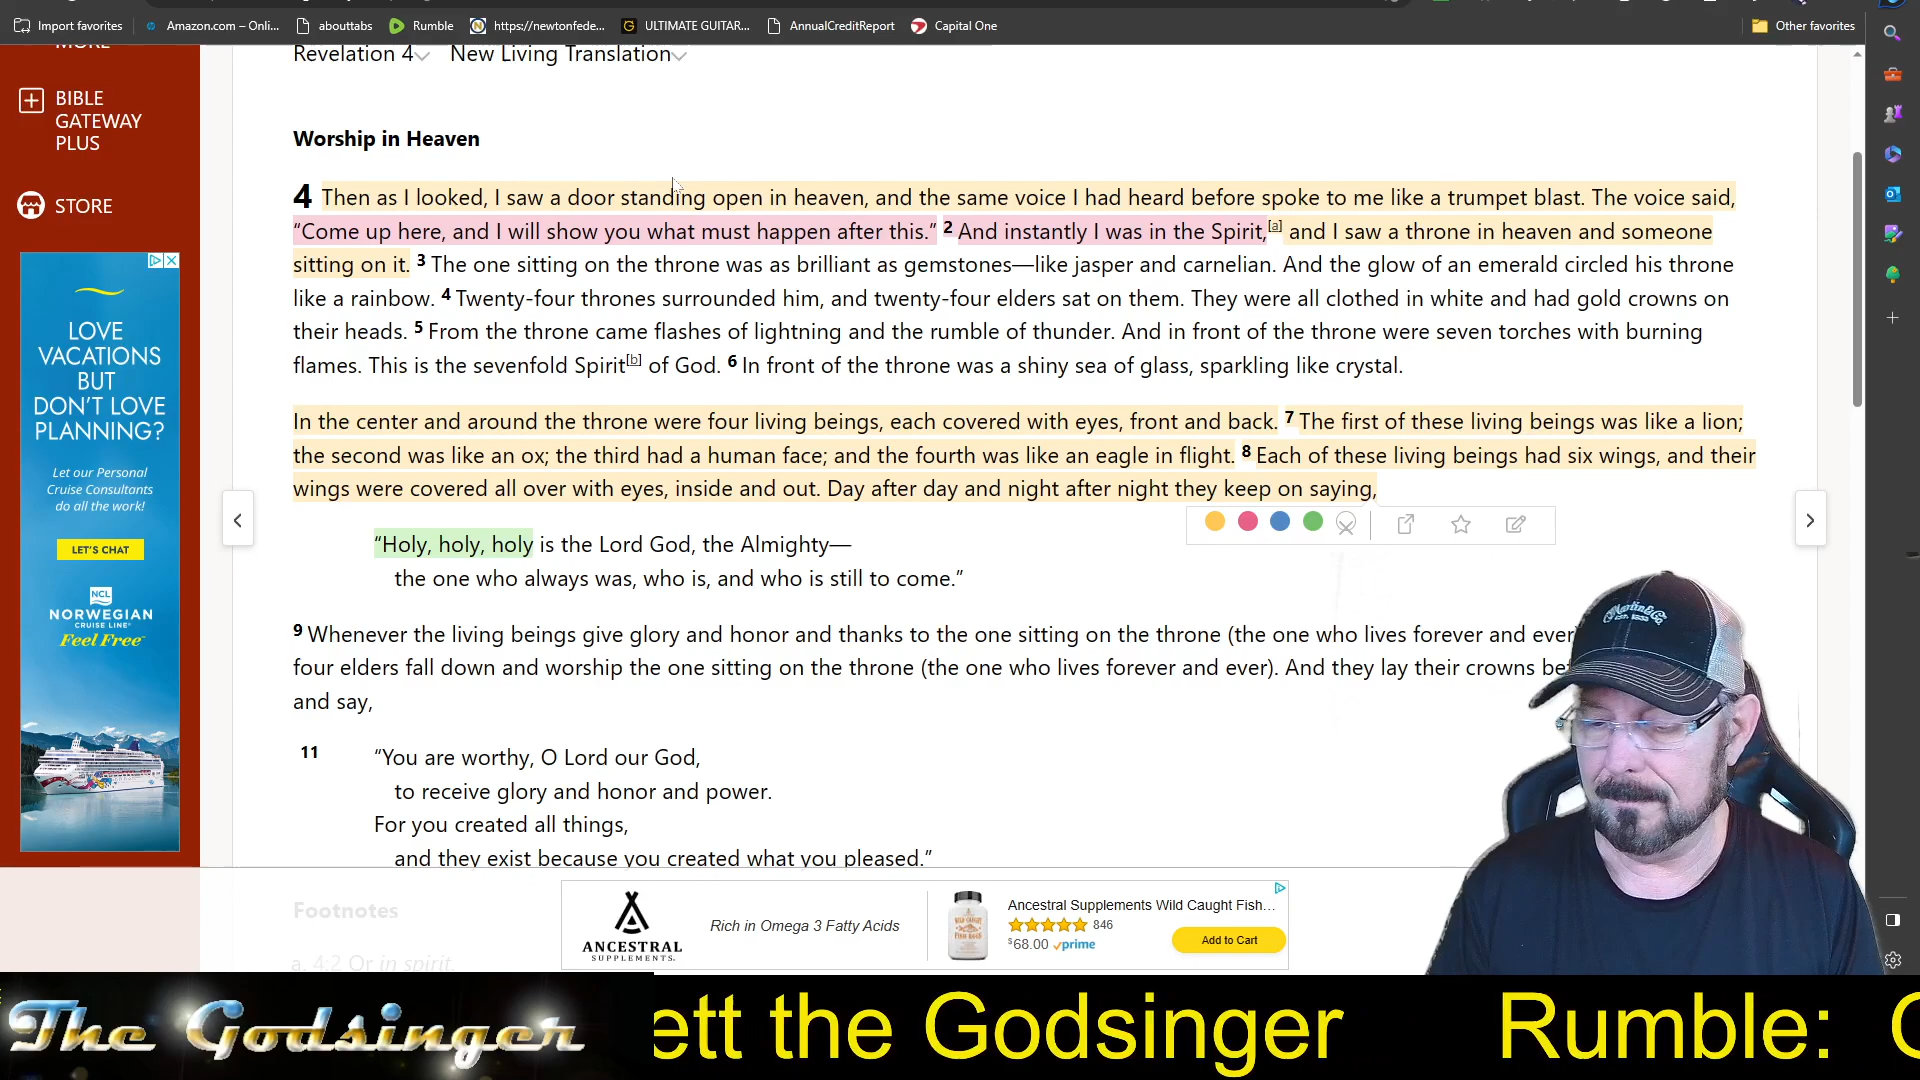 Import favorites
Amazon.com – Onli...
abouttabs
Rumble
https://newtonfede...
ULTIMATE GUITAR...
AnnualCreditReport
Capital One
Other favorites
MORE
BIBLE
GATEWAY
PLUS
STORE
LOVE
VACATIONS
BUT
DON'T LOVE
PLANNING?
Let our Personal
Cruise Consultants
do all the work!
LET'S CHAT
NCL
NORWEGIAN
CRUISE LINE®
Feel Free™
Revelation 4
New Living Translation
Worship in Heaven
4 Then as I looked, I saw a door standing open in heaven, and the same voice I had heard before spoke to me like a trumpet blast. The voice said,
“Come up here, and I will show you what must happen after this.” 2 And instantly I was in the Spirit,[a] and I saw a throne in heaven and someone
sitting on it. 3 The one sitting on the throne was as brilliant as gemstones—like jasper and carnelian. And the glow of an emerald circled his throne
like a rainbow. 4 Twenty-four thrones surrounded him, and twenty-four elders sat on them. They were all clothed in white and had gold crowns on
their heads. 5 From the throne came flashes of lightning and the rumble of thunder. And in front of the throne were seven torches with burning
flames. This is the sevenfold Spirit[b] of God. 6 In front of the throne was a shiny sea of glass, sparkling like crystal.
In the center and around the throne were four living beings, each covered with eyes, front and back. 7 The first of these living beings was like a lion;
the second was like an ox; the third had a human face; and the fourth was like an eagle in flight. 8 Each of these living beings had six wings, and their
wings were covered all over with eyes, inside and out. Day after day and night after night they keep on saying,
“Holy, holy, holy is the Lord God, the Almighty—
the one who always was, who is, and who is still to come.”
9 Whenever the living beings give glory and honor and thanks to the one sitting on the throne (the one who lives forever and ever)
four elders fall down and worship the one sitting on the throne (the one who lives forever and ever). And they lay their crowns be
and say,
11 “You are worthy, O Lord our God,
to receive glory and honor and power.
For you created all things,
and they exist because you created what you pleased.”
Footnotes
a. 4:2 Or in spirit.
ANCESTRAL
SUPPLEMENTS.
Rich in Omega 3 Fatty Acids
Ancestral Supplements Wild Caught Fish...
846
$68.00 prime
Add to Cart
Martin & Co
EST. 1833
The Godsinger
ett the Godsinger
Rumble: